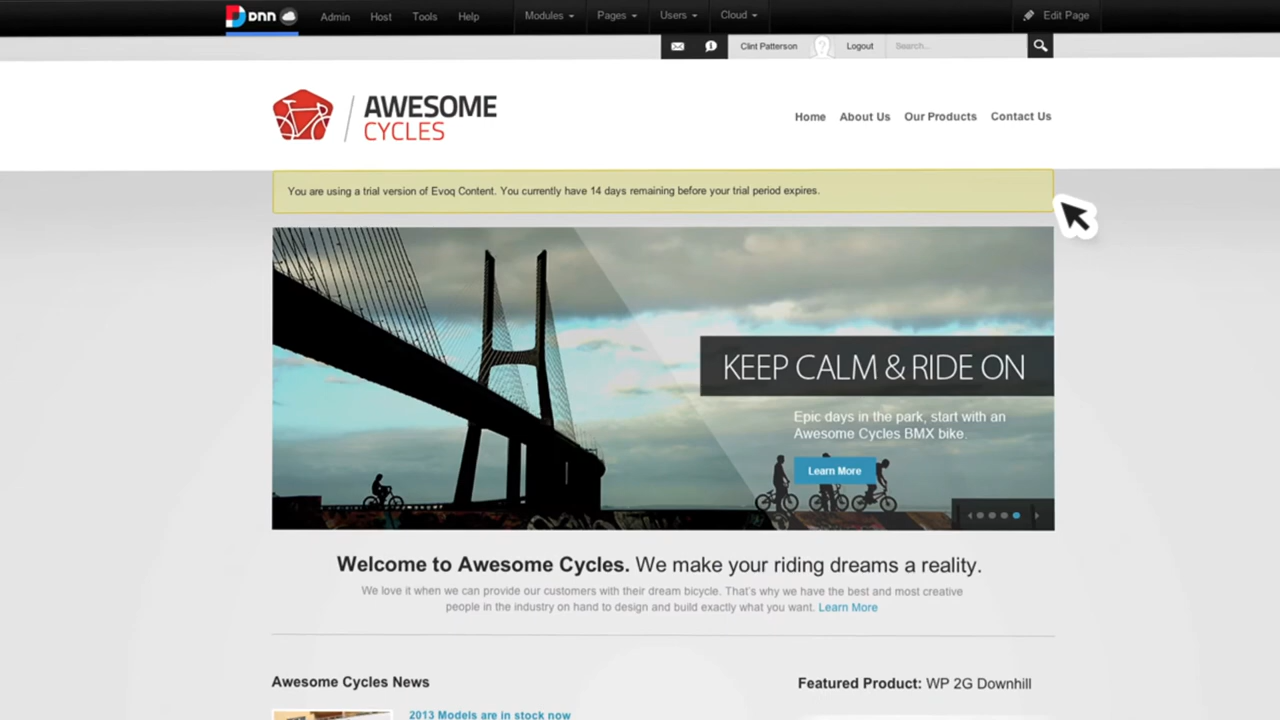 DNN Admin Host Tools Help Modules Pages Users Cloud Edit Page
Clint Patterson Logout Search...
AWESOME
CYCLES
Home About Us Our Products Contact Us
You are using a trial version of Evoq Content. You currently have 14 days remaining before your trial period expires.
KEEP CALM & RIDE ON
Epic days in the park, start with an
Awesome Cycles BMX bike.
Learn More
Welcome to Awesome Cycles. We make your riding dreams a reality.
We love it when we can provide our customers with their dream bicycle. That's why we have the best and most creative
people in the industry on hand to design and build exactly what you want. Learn More
Awesome Cycles News
Featured Product: WP 2G Downhill
2013 Models are in stock now